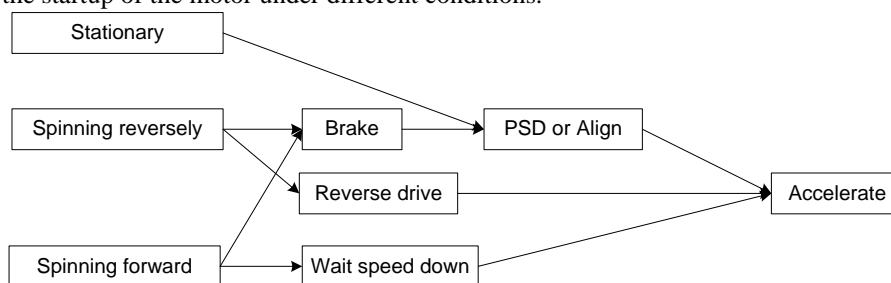 the startup of the motor under different conditions.
Stationary
Spinning reversely
Brake
PSD or Align
Reverse drive
Accelerate
Spinning forward
Wait speed down